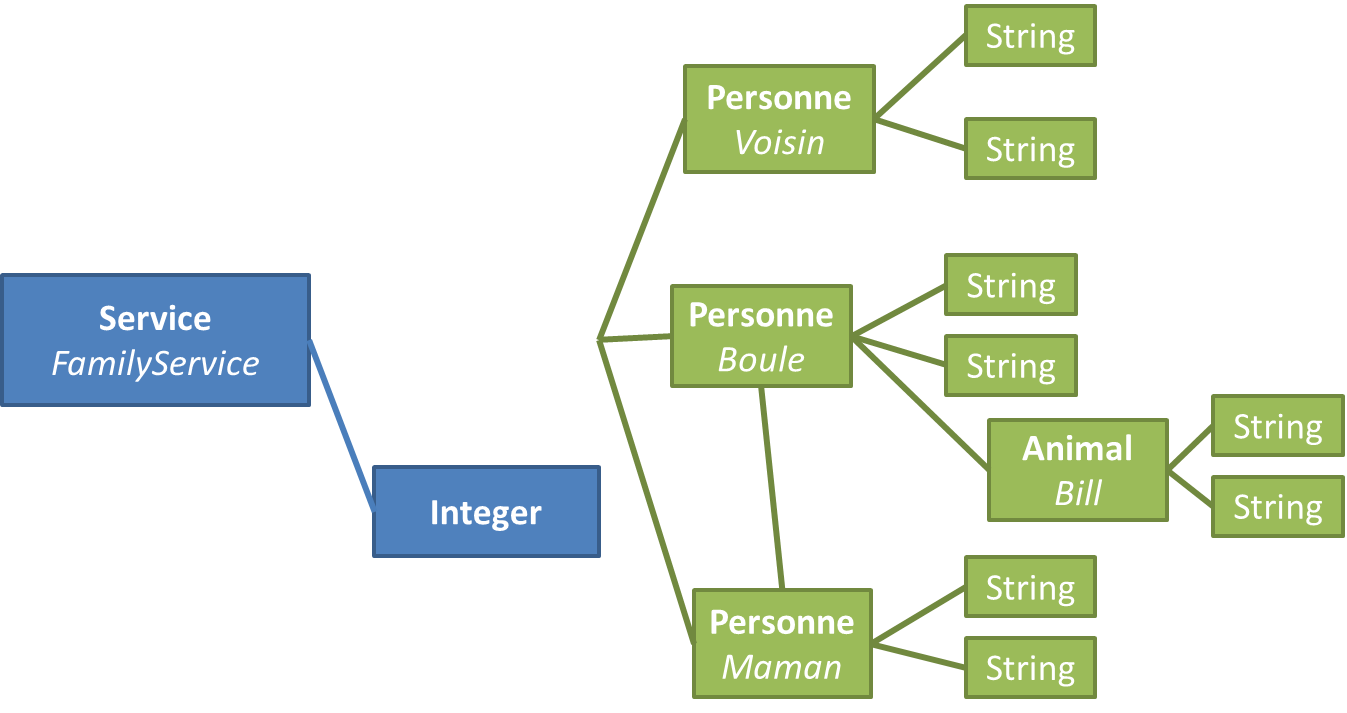 Service
FamilyService
Integer
Personne
Voisin
String
String
Personne
Boule
String
String
Animal
Bill
String
String
Personne
Maman
String
String